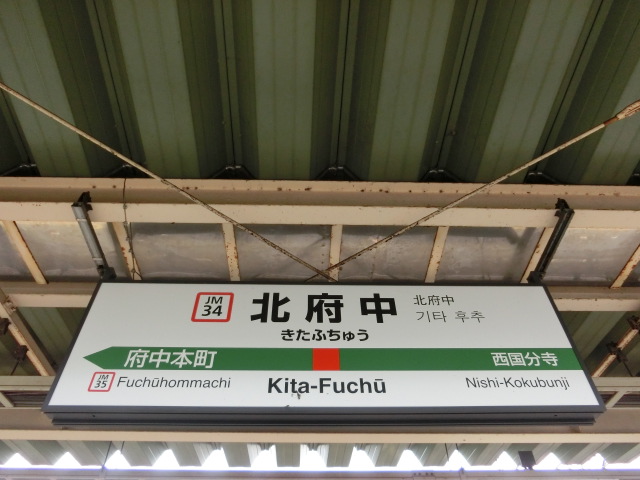 JM
34
北府中
北府中
기타 후추
きたふちゅう
府中本町
西国分寺
JM
35
Fuchūhommachi
Kita-Fuchū
Nishi-Kokubunji